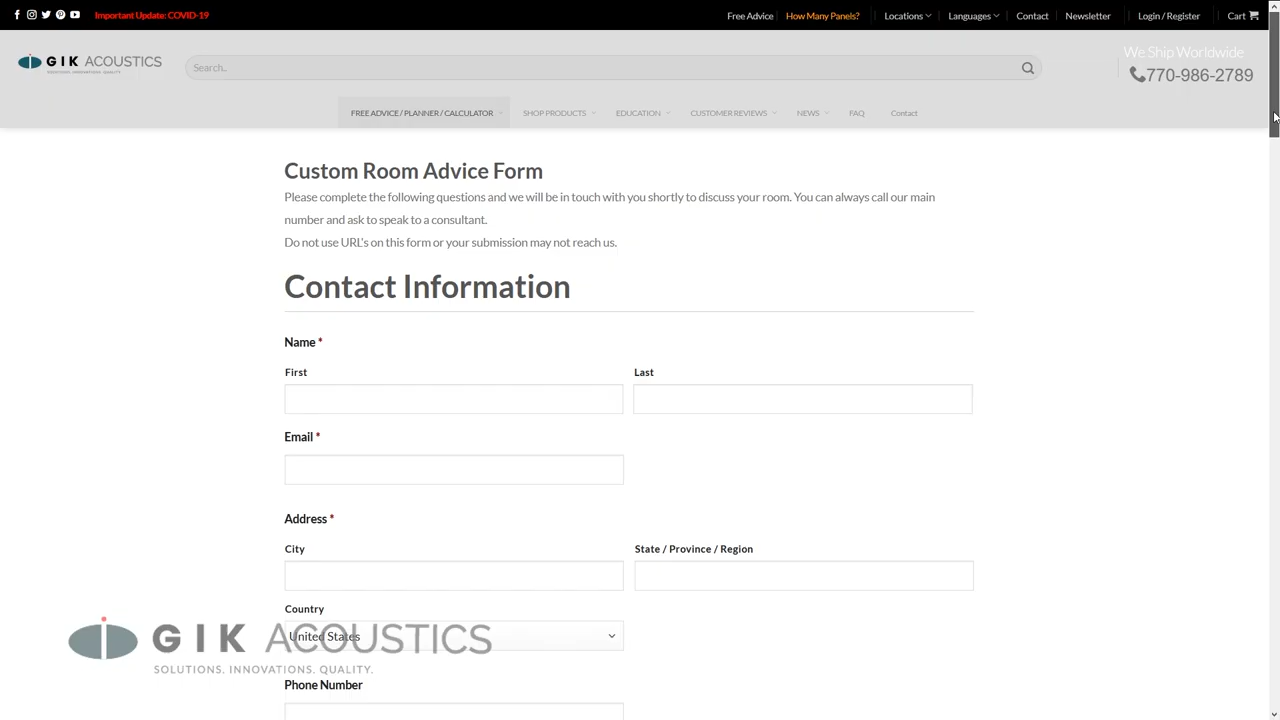 Important Update: COVID-19
Free Advice
How Many Panels?
Locations
Languages
Contact
Newsletter
Login / Register
Cart
GIK ACOUSTICS
SOLUTIONS. INNOVATIONS. QUALITY.
Search..
We Ship Worldwide
770-986-2789
FREE ADVICE / PLANNER / CALCULATOR
SHOP PRODUCTS
EDUCATION
CUSTOMER REVIEWS
NEWS
FAQ
Contact
Custom Room Advice Form
Please complete the following questions and we will be in touch with you shortly to discuss your room. You can always call our main
number and ask to speak to a consultant.
Do not use URL's on this form or your submission may not reach us.
Contact Information
Name *
First
Last
Email *
Address *
City
State / Province / Region
Country
United States
GIK ACOUSTICS
SOLUTIONS. INNOVATIONS. QUALITY.
Phone Number